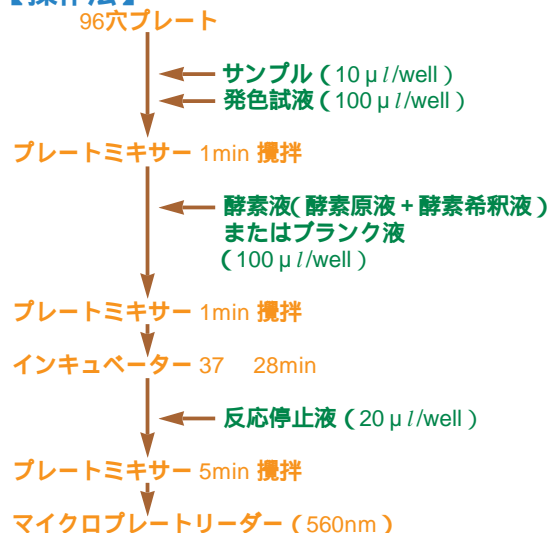 96穴プレート
サンプル（10μl/well）
発色試液（100μl/well）
プレートミキサー 1min 攪拌
酵素液（酵素原液＋酵素希釈液）
またはブランク液
（100μl/well）
プレートミキサー 1min 攪拌
インキュベーター 37　28min
反応停止液（20μl/well）
プレートミキサー 5min 攪拌
マイクロプレートリーダー（560nm）